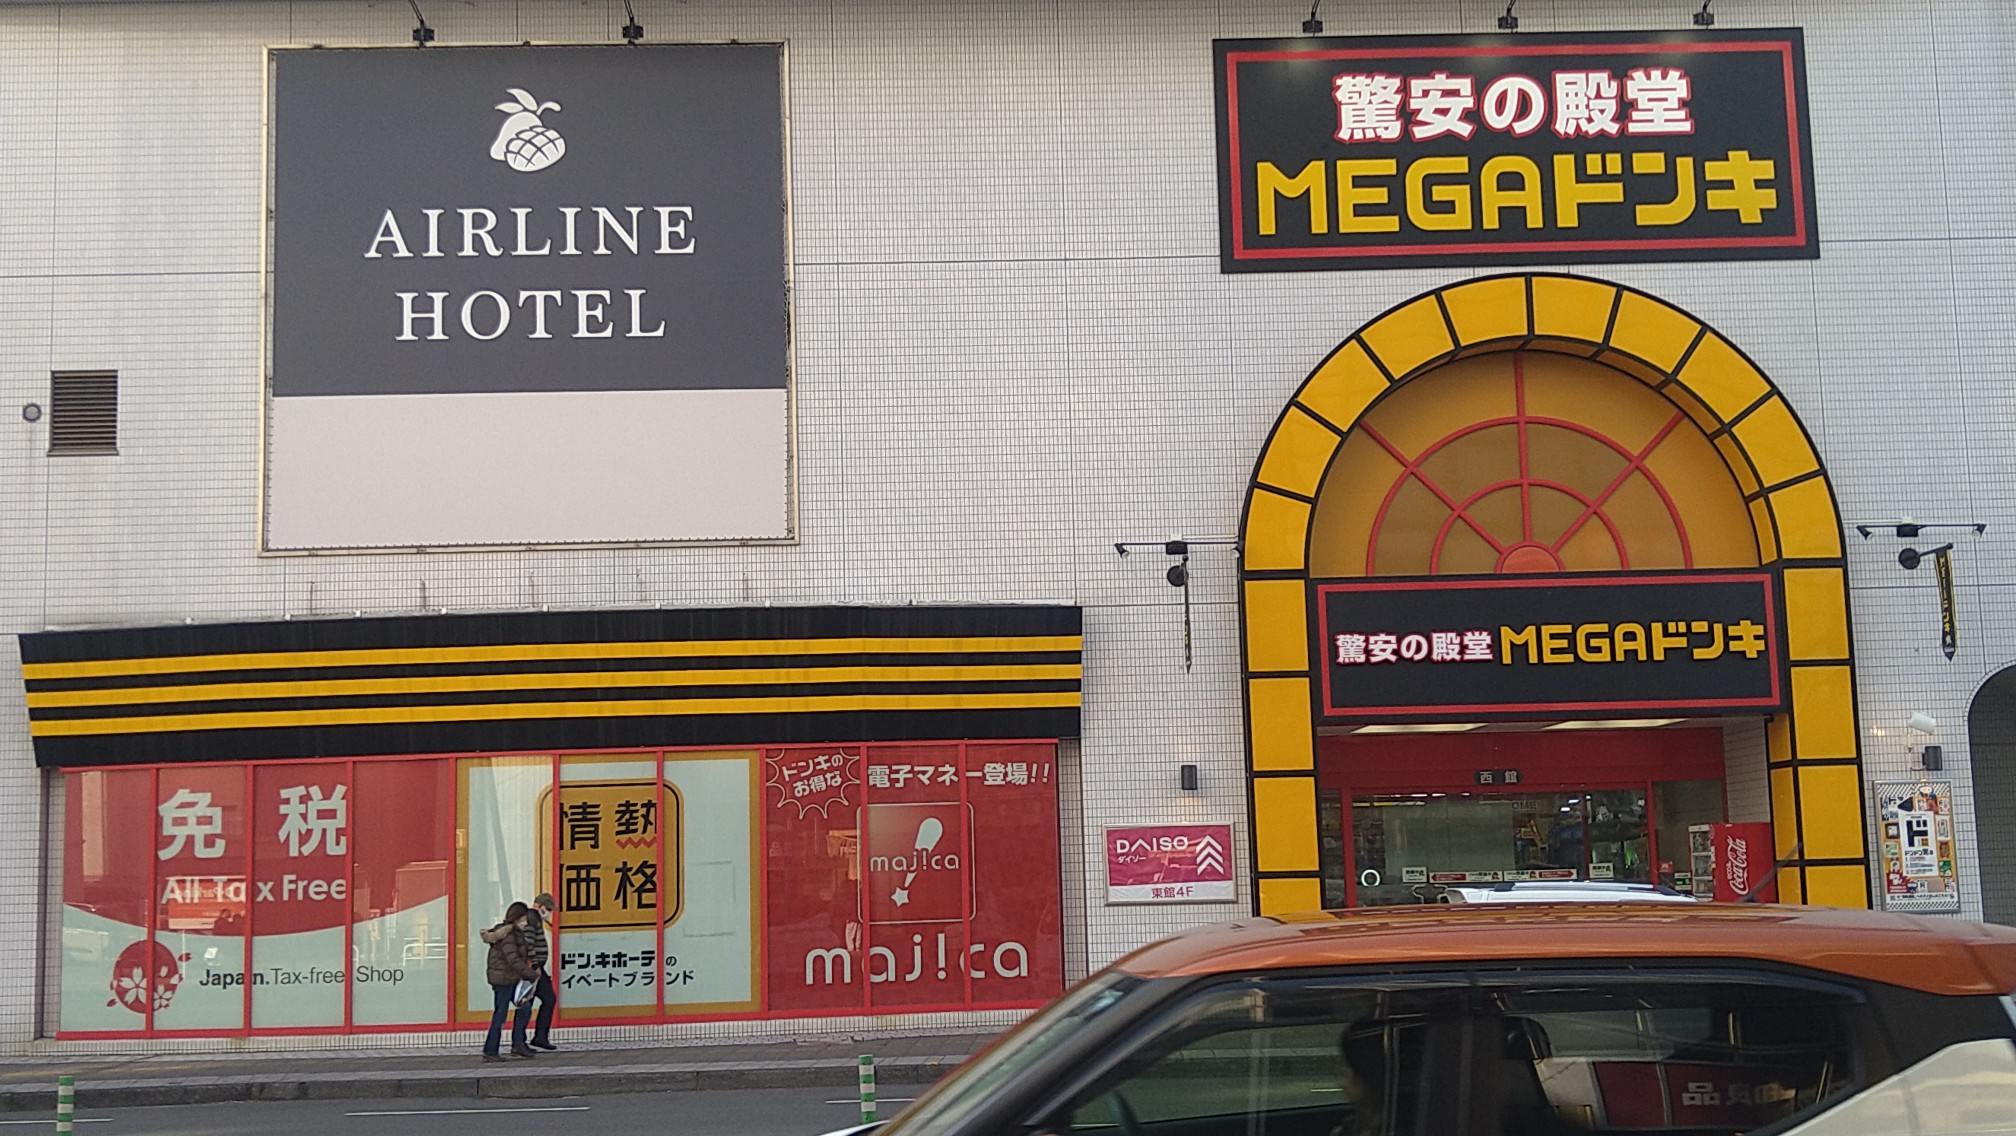 AIRLINE
HOTEL
驚安の殿堂
MEGAドンキ
驚安の殿堂 MEGAドンキ
西館
免税
All Tax Free
Japan.Tax-free Shop
情熱
価格
ドン.キホーテの
イベートブランド
ドンキの
お得な
電子マネー登場!!
maj!ca
maj!ca
DAISO
ダイソー
東館4F
Coca-Cola
ド